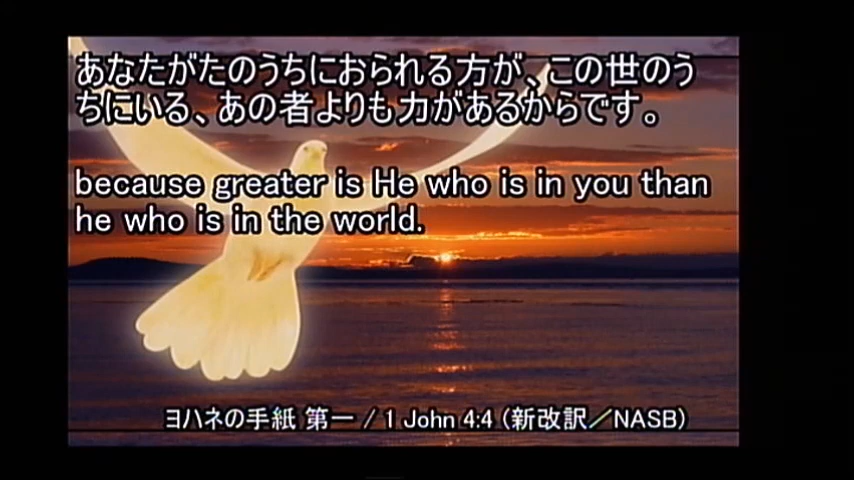 あなたがたのうちにおられる方が、この世のう
ちにいる、あの者よりも力があるからです。
because greater is He who is in you than
he who is in the world.
ヨハネの手紙 第一 / 1 John 4:4 (新改訳／NASB)